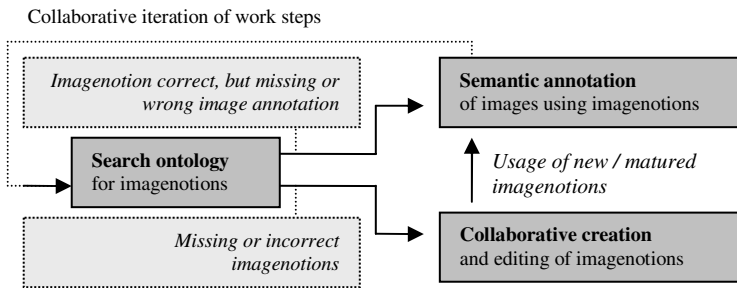 Collaborative iteration of work steps
Imagenotion correct, but missing or
wrong image annotation
Semantic annotation
of images using imagenotions
Search ontology
for imagenotions
Usage of new / matured
imagenotions
Missing or incorrect
imagenotions
Collaborative creation
and editing of imagenotions